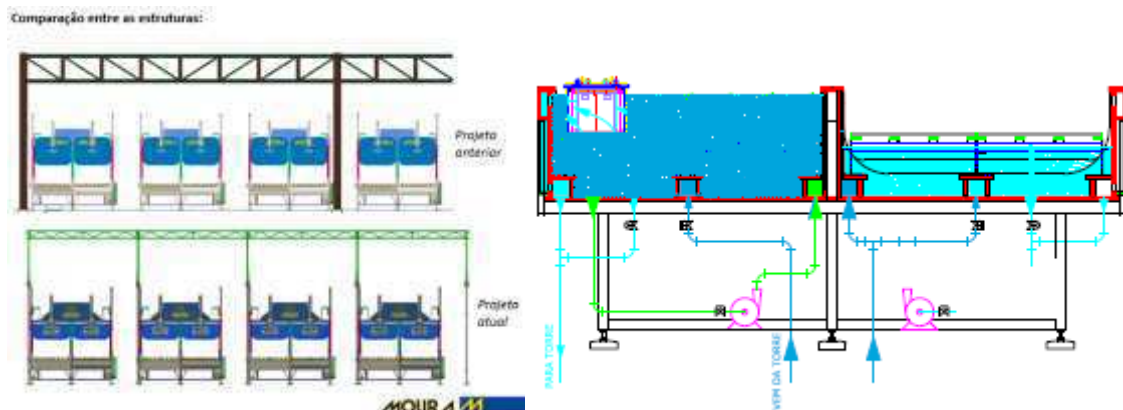 Comparação entre as estruturas:
Projeto
anterior
Projeto
atual
MOURA
PARA TORRE
VEM DA TORRE